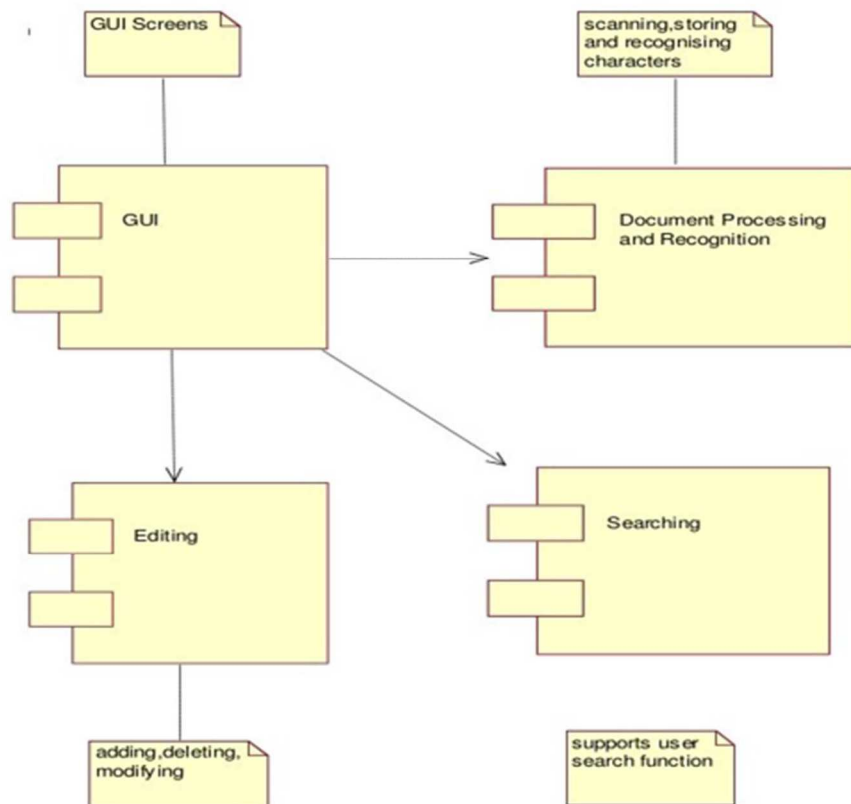 GUI Screens
scanning,storing
and recognising
characters
GUI
Document Processing
and Recognition
Editing
Searching
adding,deleting,
modifying
supports user
search function